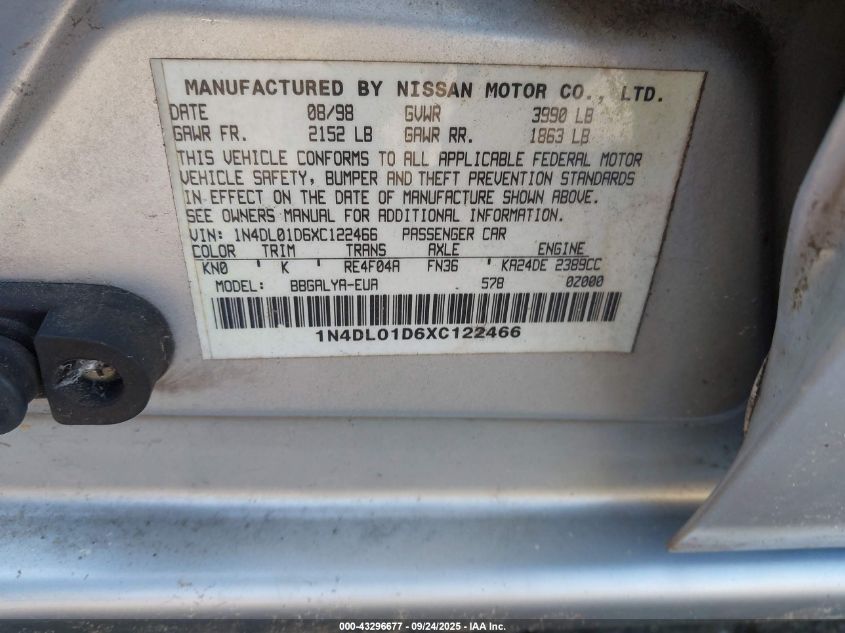 MANUFACTURED BY NISSAN MOTOR CO., LTD.
DATE 08/98 GVWR 3990 LB
GAWR FR. 2152 LB GAWR RR. 1863 LB
THIS VEHICLE CONFORMS TO ALL APPLICABLE FEDERAL MOTOR
VEHICLE SAFETY, BUMPER AND THEFT PREVENTION STANDARDS
IN EFFECT ON THE DATE OF MANUFACTURE SHOWN ABOVE.
SEE OWNERS MANUAL FOR ADDITIONAL INFORMATION.
VIN: 1N4DL01D6XC122466 PASSENGER CAR
COLOR TRIM TRANS AXLE ENGINE
KN0 ' K ' RE4F04A FN36 ' KA24DE 2389CC
MODEL: BBGALYA-EUA 578 0Z000
1N4DL01D6XC122466
000-43296677 - 09/24/2025 - IAA Inc.